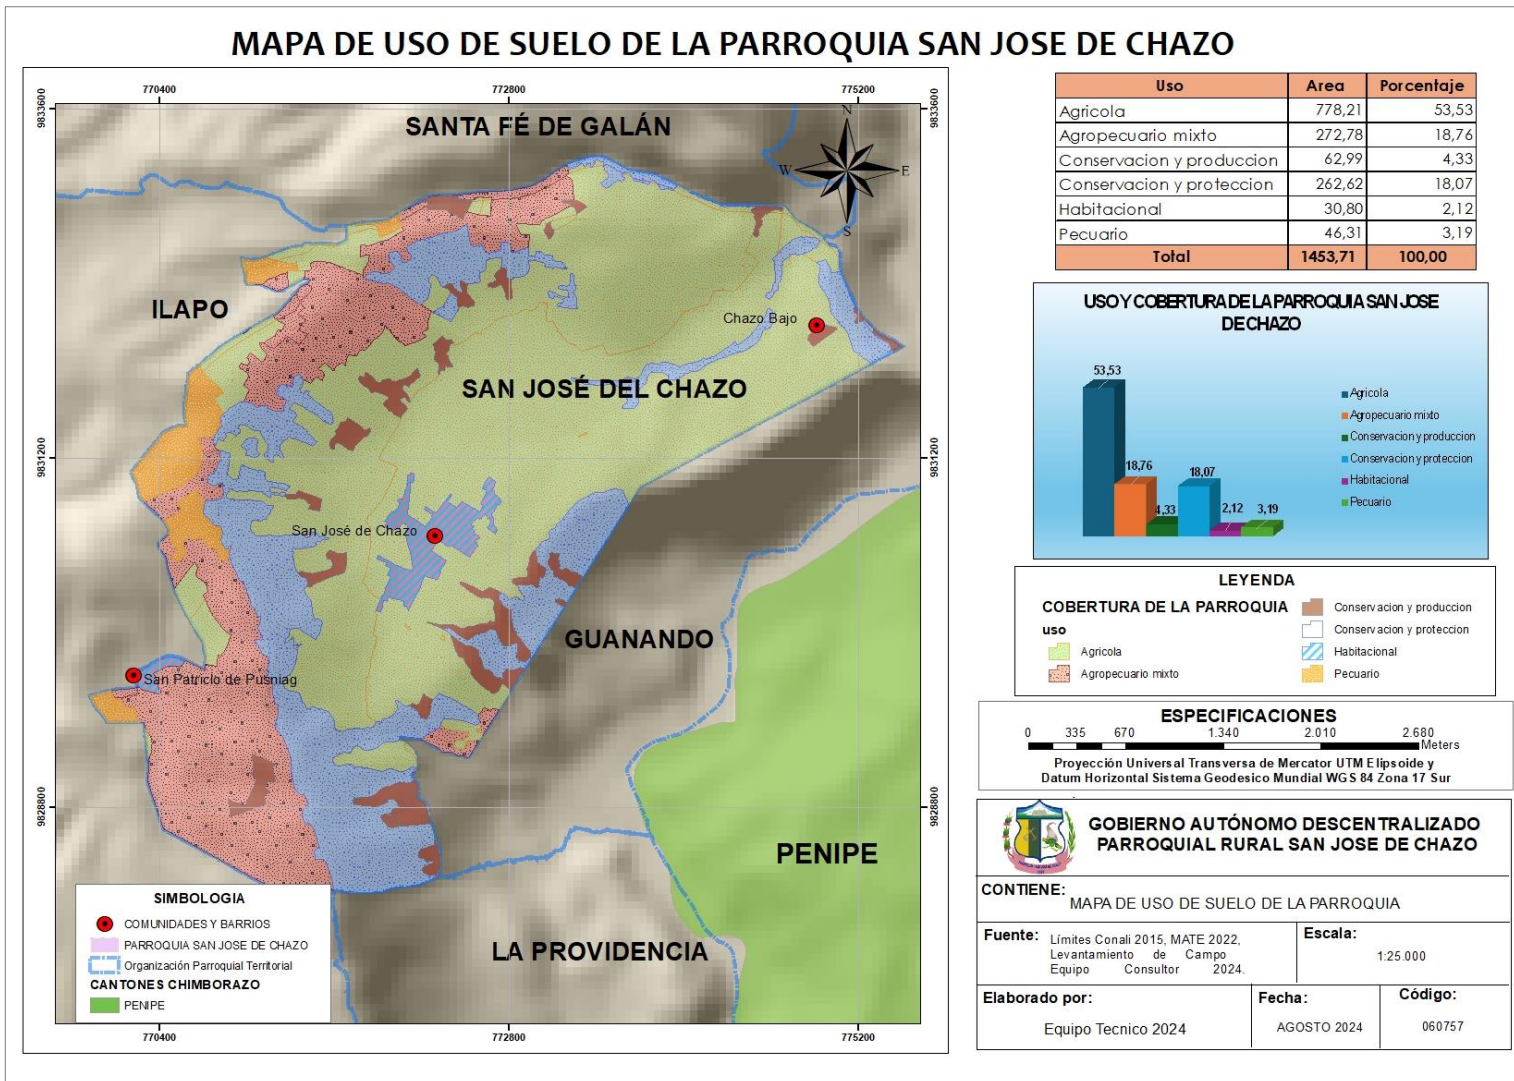 MAPA DE USO DE SUELO DE LA PARROQUIA SAN JOSE DE CHAZO
770400 772800 775200
9833600 9833600
9831200 9831200
9828800 9828800
SANTA FÉ DE GALÁN
N
W E
S
ILAPO
Chazo Bajo
SAN JOSÉ DEL CHAZO
San José de Chazo
GUANANDO
San Patricio de Pusniag
PENIPE
LA PROVIDENCIA
SIMBOLOGIA
COMUNIDADES Y BARRIOS
PARROQUIA SAN JOSE DE CHAZO
Organización Parroquial Territorial
CANTONES CHIMBORAZO
PENIPE
770400 772800 775200
Uso Area Porcentaje
Agricola 778,21 53,53
Agropecuario mixto 272,78 18,76
Conservacion y produccion 62,99 4,33
Conservacion y proteccion 262,62 18,07
Habitacional 30,80 2,12
Pecuario 46,31 3,19
Total 1453,71 100,00
USO Y COBERTURA DE LA PARROQUIA SAN JOSE
DE CHAZO
53,53
18,76
4,33
18,07
2,12
3,19
Agricola
Agropecuario mixto
Conservacion y produccion
Conservacion y proteccion
Habitacional
Pecuario
LEYENDA
COBERTURA DE LA PARROQUIA
uso
Agricola
Agropecuario mixto
Conservacion y produccion
Conservacion y proteccion
Habitacional
Pecuario
ESPECIFICACIONES
0 335 670 1.340 2.010 2.680
Meters
Proyección Universal Transversa de Mercator UTM Elipsoide y
Datum Horizontal Sistema Geodesico Mundial WGS 84 Zona 17 Sur
GOBIERNO AUTÓNOMO DESCENTRALIZADO
PARROQUIAL RURAL SAN JOSE DE CHAZO
CONTIENE:
MAPA DE USO DE SUELO DE LA PARROQUIA
Fuente: Límites Conali 2015, MATE 2022,
Levantamiento de Campo
Equipo Consultor 2024.
Escala:
1:25.000
Elaborado por:
Equipo Tecnico 2024
Fecha:
AGOSTO 2024
Código:
060757